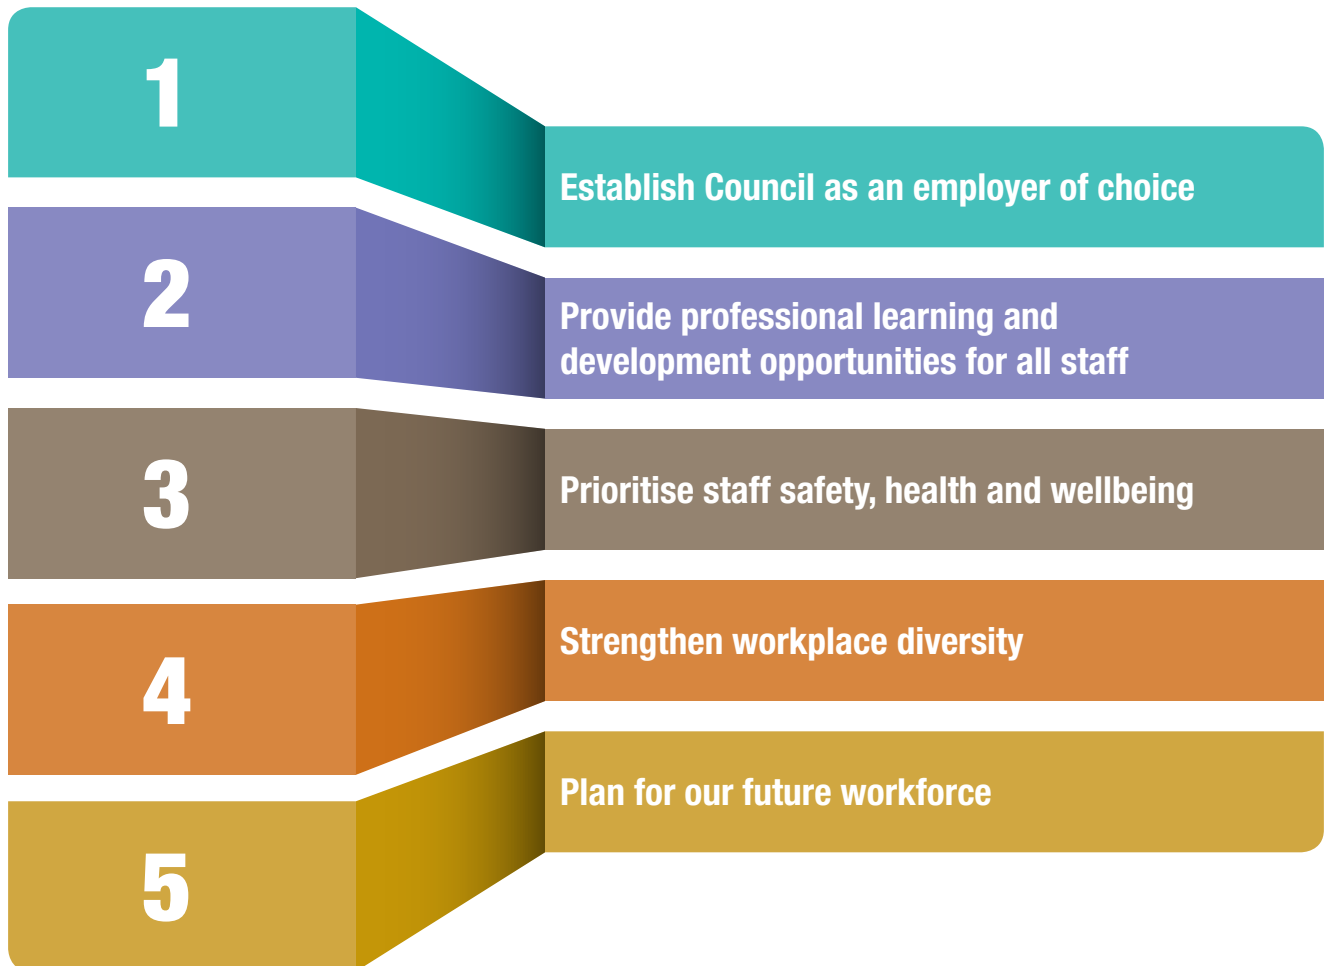 1
Establish Council as an employer of choice
2
Provide professional learning and
development opportunities for all staff
3
Prioritise staff safety, health and wellbeing
4
Strengthen workplace diversity
5
Plan for our future workforce